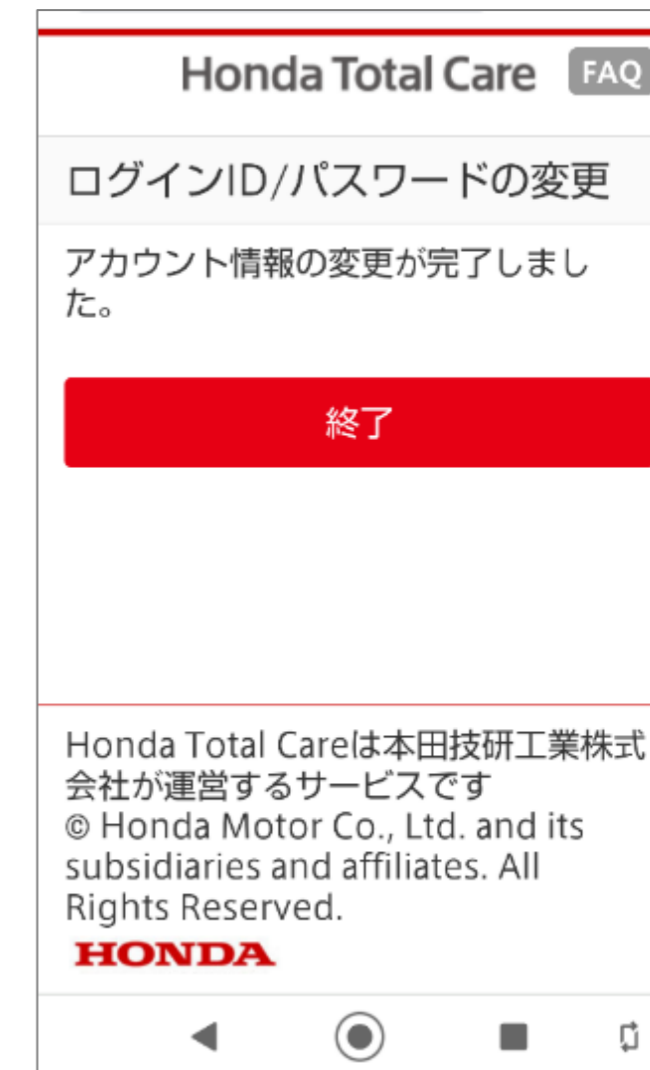 Honda Total Care FAQ
ログインID/パスワードの変更
アカウント情報の変更が完了しまし
た。
終了
Honda Total Careは本田技研工業株式
会社が運営するサービスです
© Honda Motor Co., Ltd. and its
subsidiaries and affiliates. All
Rights Reserved.
HONDA